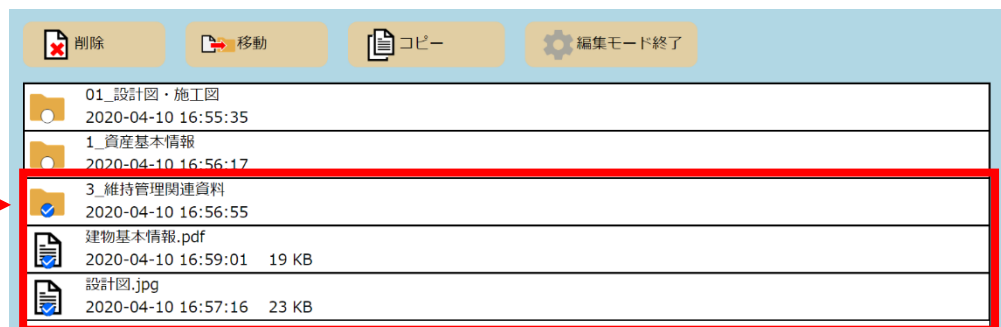 削除 移動 コピー 編集モード終了
01_設計図・施工図
2020-04-10 16:55:35
1_資産基本情報
2020-04-10 16:56:17
3_維持管理関連資料
2020-04-10 16:56:55
建物基本情報.pdf
2020-04-10 16:59:01 19 KB
設計図.jpg
2020-04-10 16:57:16 23 KB